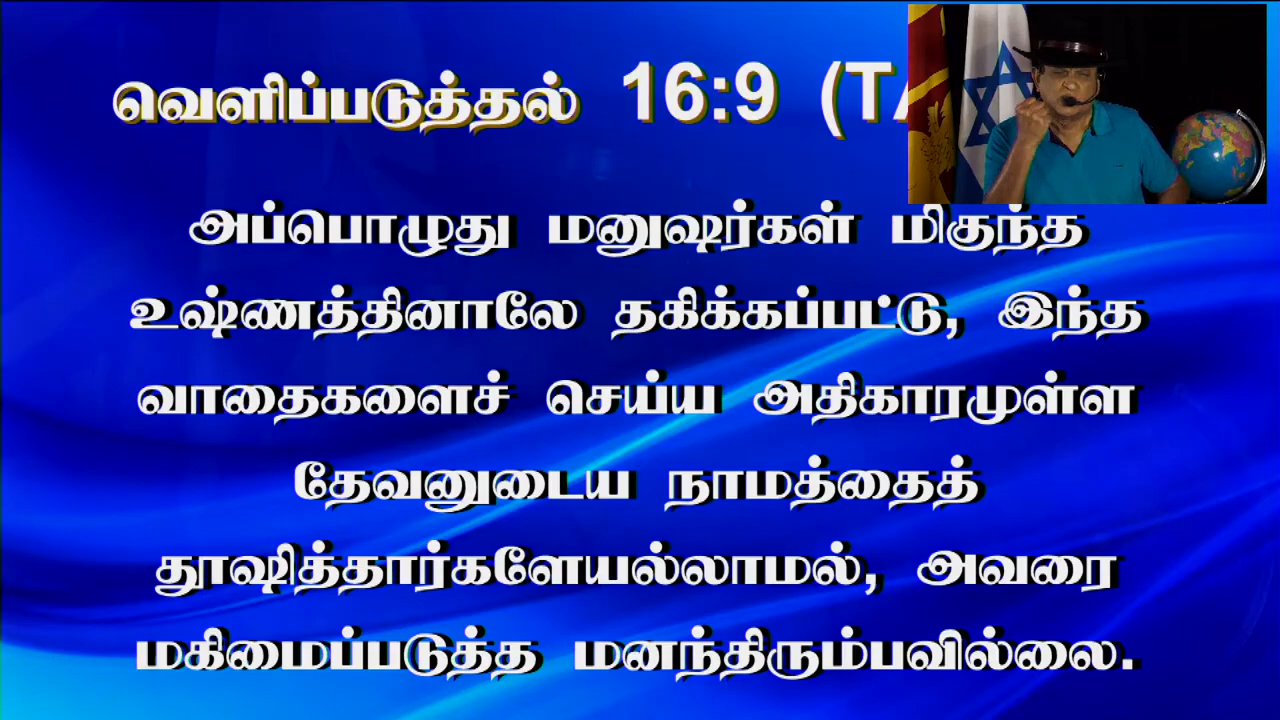 வெளிப்படுத்தல் 16:9 (TA
அப்பொழுது மனுஷர்கள் மிகுந்த
உஷ்ணத்தினாலே தகிக்கப்பட்டு, இந்த
வாதைகளைச் செய்ய அதிகாரமுள்ள
தேவனுடைய நாமத்தைத்
தூஷித்தார்களேயல்லாமல், அவரை
மகிமைப்படுத்த மனந்திரும்பவில்லை.